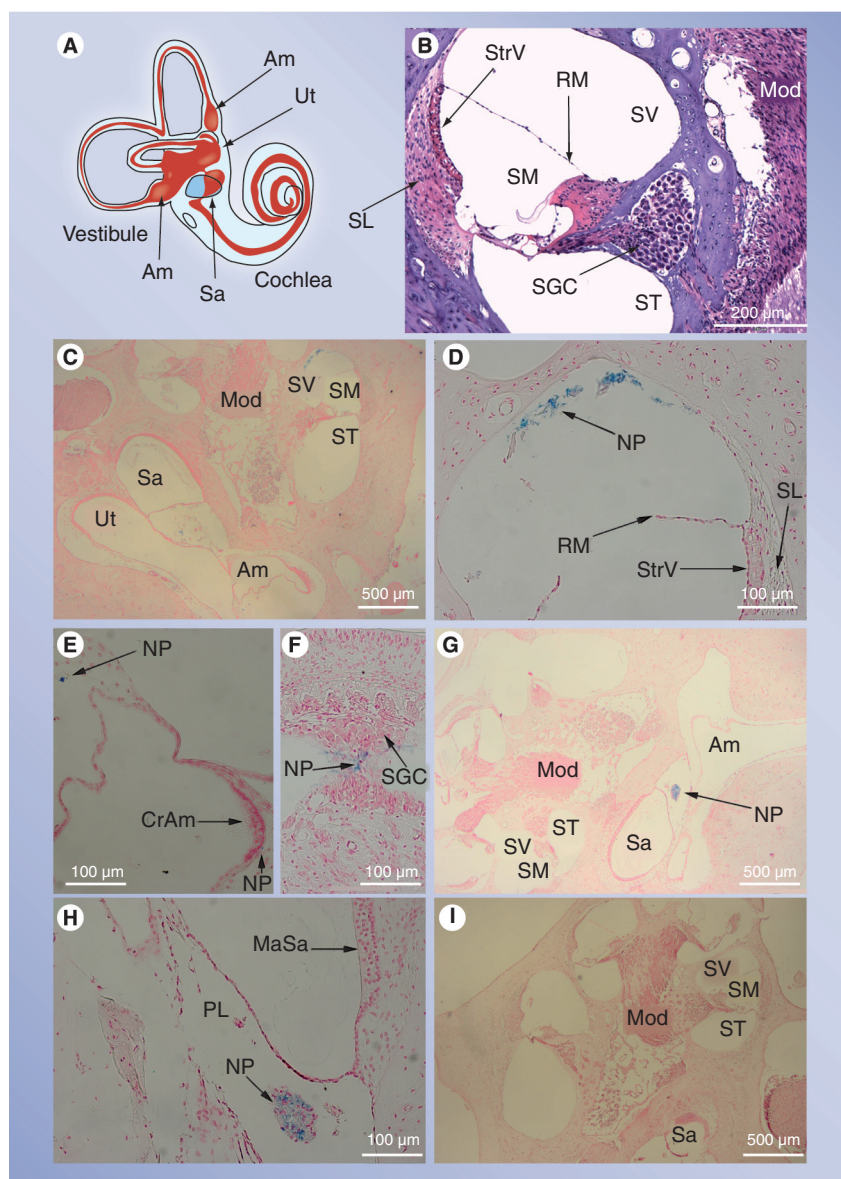 A
Am
Ut
Vestibule
Am
Sa
Cochlea
B
StrV
RM
SV
Mod
SM
SL
SGC
ST
200 µm
C
Mod
SV
SM
ST
Sa
Ut
Am
500 µm
D
NP
SL
RM
StrV
100 µm
E
NP
CrAm
100 µm
NP
F
NP
SGC
100 µm
G
Am
Mod
NP
ST
SV
Sa
SM
500 µm
H
MaSa
PL
NP
100 µm
I
SV
SM
Mod
ST
Sa
500 µm